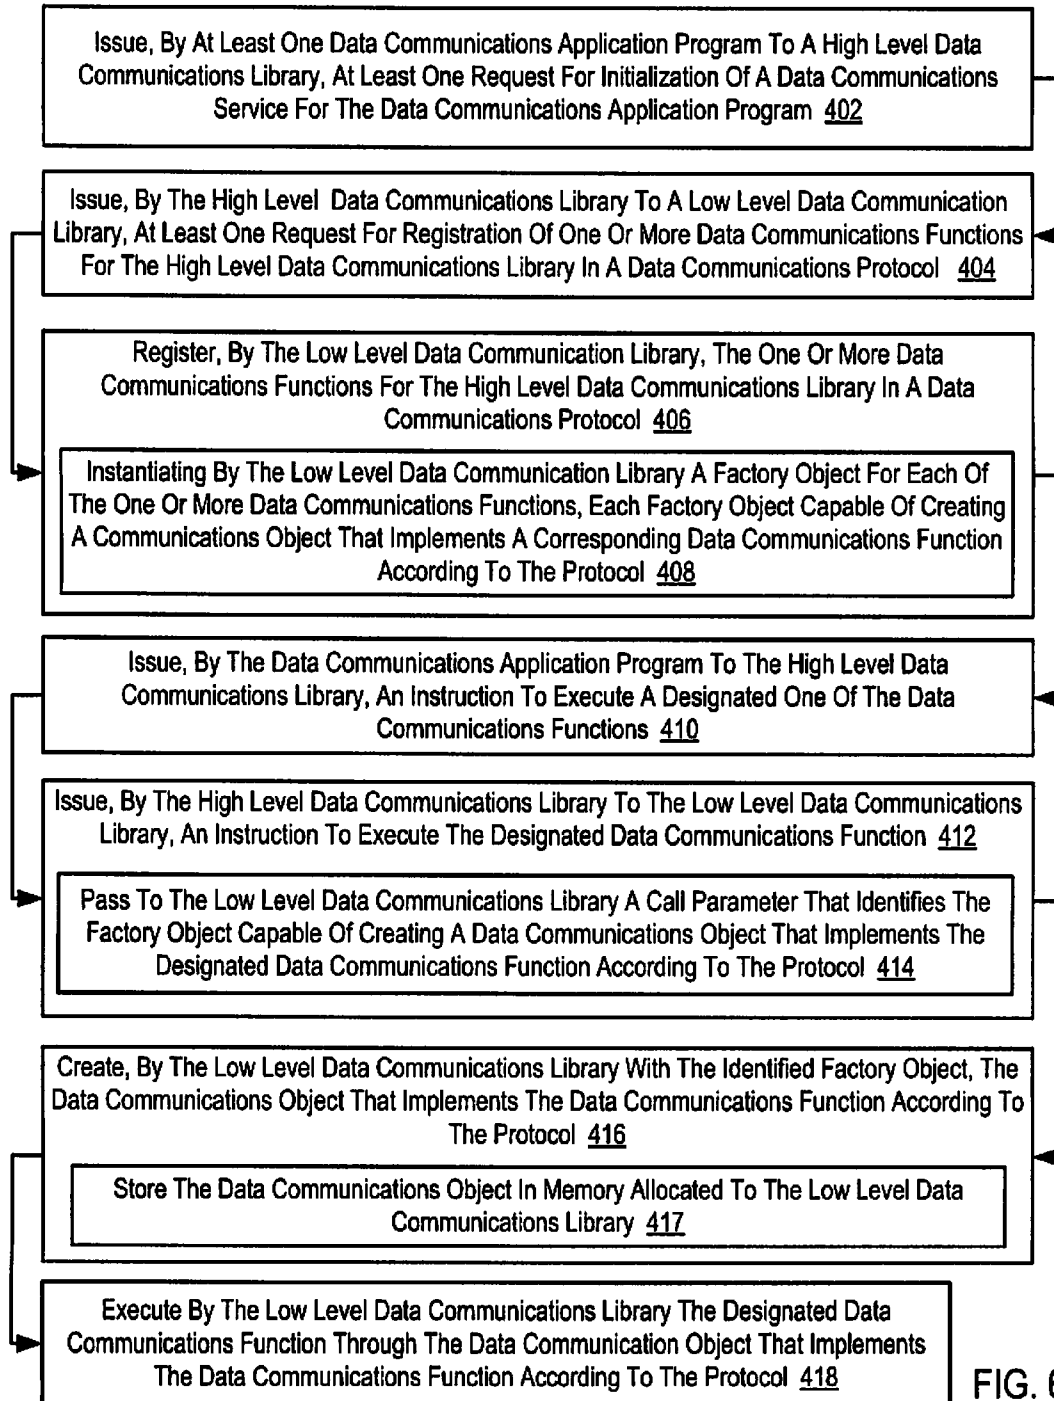 Issue, By At Least One Data Communications Application Program To A High Level Data
Communications Library, At Least One Request For Initialization Of A Data Communications
Service For The Data Communications Application Program 402
Issue, By The High Level Data Communications Library To A Low Level Data Communication
Library, At Least One Request For Registration Of One Or More Data Communications Functions
For The High Level Data Communications Library In A Data Communications Protocol 404
Register, By The Low Level Data Communication Library, The One Or More Data
Communications Functions For The High Level Data Communications Library In A Data
Communications Protocol 406
Instantiating By The Low Level Data Communication Library A Factory Object For Each Of
The One Or More Data Communications Functions, Each Factory Object Capable Of Creating
A Communications Object That Implements A Corresponding Data Communications Function
According To The Protocol 408
Issue, By The Data Communications Application Program To The High Level Data
Communications Library, An Instruction To Execute A Designated One Of The Data
Communications Functions 410
Issue, By The High Level Data Communications Library To The Low Level Data Communications
Library, An Instruction To Execute The Designated Data Communications Function 412
Pass To The Low Level Data Communications Library A Call Parameter That Identifies The
Factory Object Capable Of Creating A Data Communications Object That Implements The
Designated Data Communications Function According To The Protocol 414
Create, By The Low Level Data Communications Library With The Identified Factory Object, The
Data Communications Object That Implements The Data Communications Function According To
The Protocol 416
Store The Data Communications Object In Memory Allocated To The Low Level Data
Communications Library 417
Execute By The Low Level Data Communications Library The Designated Data
Communications Function Through The Data Communication Object That Implements
The Data Communications Function According To The Protocol 418
FIG. 6